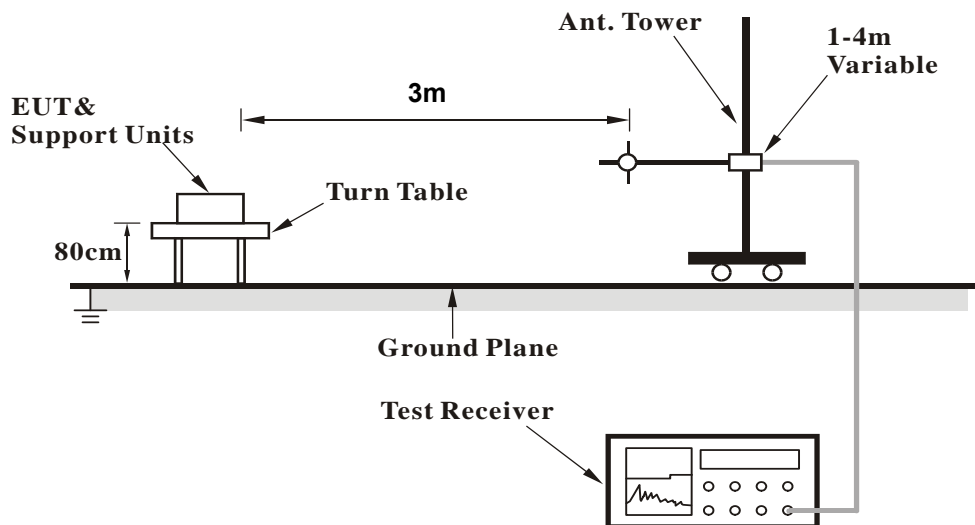 Ant. Tower
1-4m
Variable
3m
EUT&
Support Units
Turn Table
80cm
Ground Plane
Test Receiver